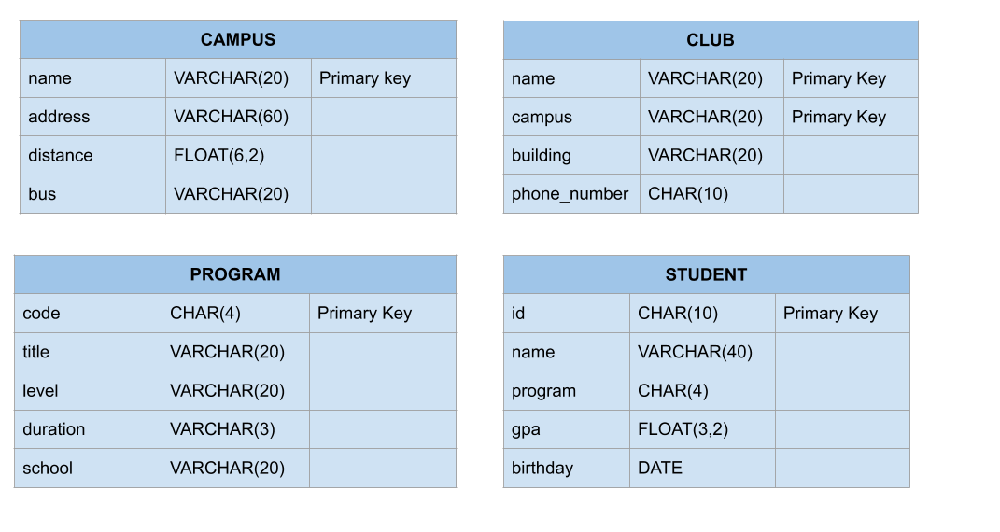 CAMPUS
name VARCHAR(20) Primary key
address VARCHAR(60)
distance FLOAT(6,2)
bus VARCHAR(20)
CLUB
name VARCHAR(20) Primary Key
campus VARCHAR(20) Primary Key
building VARCHAR(20)
phone_number CHAR(10)
PROGRAM
code CHAR(4) Primary Key
title VARCHAR(20)
level VARCHAR(20)
duration VARCHAR(3)
school VARCHAR(20)
STUDENT
id CHAR(10) Primary Key
name VARCHAR(40)
program CHAR(4)
gpa FLOAT(3,2)
birthday DATE